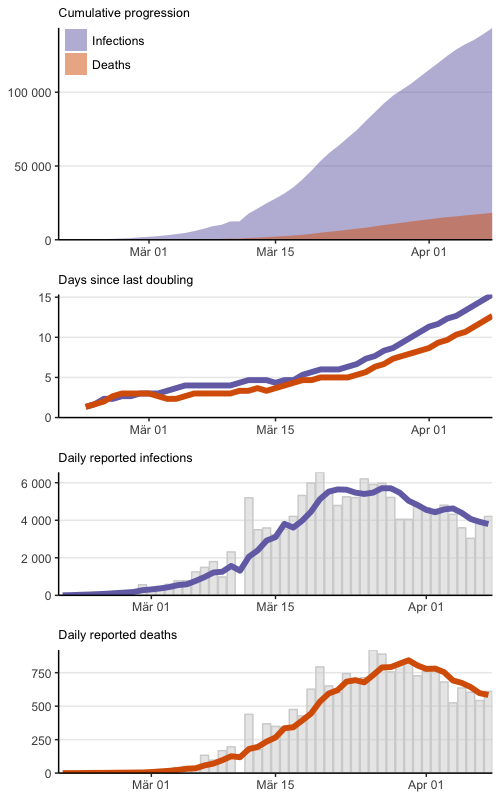 Cumulative progression
Infections
Deaths
100 000
50 000
0
Mär 01 Mär 15 Apr 01
Days since last doubling
15
10
5
0
Mär 01 Mär 15 Apr 01
Daily reported infections
6 000
4 000
2 000
0
Mär 01 Mär 15 Apr 01
Daily reported deaths
750
500
250
0
Mär 01 Mär 15 Apr 01